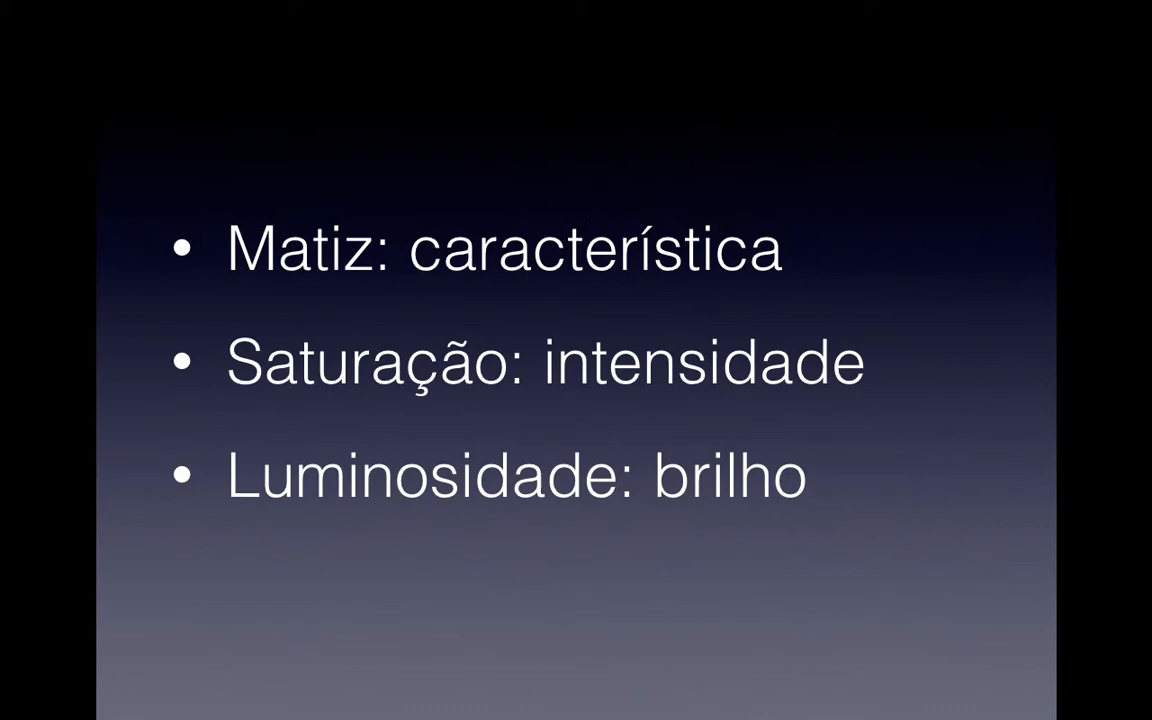 • Matiz: característica
• Saturação: intensidade
• Luminosidade: brilho